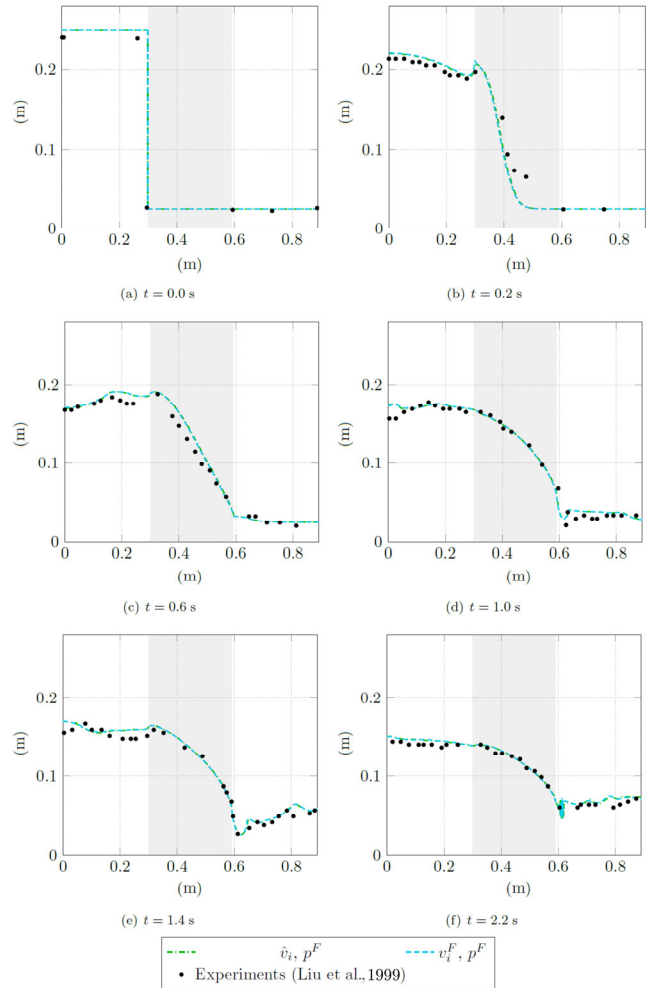 0.2
0.1
0
(m)
0 0.2 0.4 0.6 0.8
(m)
(a) t = 0.0 s
0.2
0.1
0
(m)
0 0.2 0.4 0.6 0.8
(m)
(b) t = 0.2 s
0.2
0.1
0
(m)
0 0.2 0.4 0.6 0.8
(m)
(c) t = 0.6 s
0.2
0.1
0
(m)
0 0.2 0.4 0.6 0.8
(m)
(d) t = 1.0 s
0.2
0.1
0
(m)
0 0.2 0.4 0.6 0.8
(m)
(e) t = 1.4 s
0.2
0.1
0
(m)
0 0.2 0.4 0.6 0.8
(m)
(f) t = 2.2 s
v̂ᵢ, pᶠ
vᵢᶠ, pᶠ
Experiments (Liu et al.,1999)